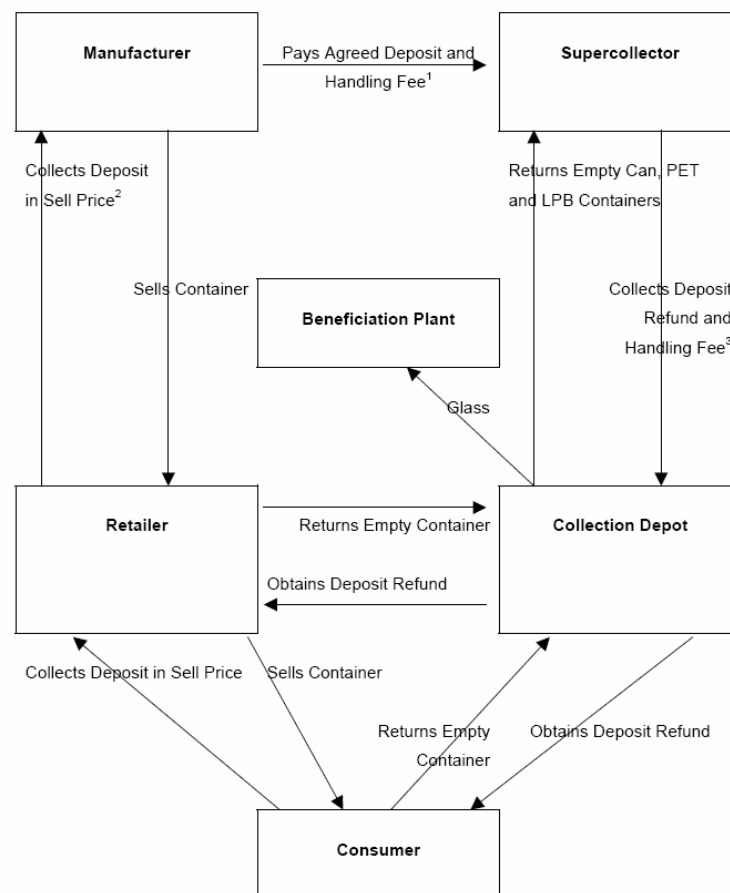 Manufacturer
Pays Agreed Deposit and
Handling Fee1
Supercollector
Collects Deposit
in Sell Price2
Returns Empty Can, PET
and LPB Containers
Sells Container
Beneficiation Plant
Collects Deposit
Refund and
Handling Fee3
Glass
Retailer
Returns Empty Container
Collection Depot
Obtains Deposit Refund
Collects Deposit in Sell Price
Sells Container
Returns Empty
Container
Obtains Deposit Refund
Consumer